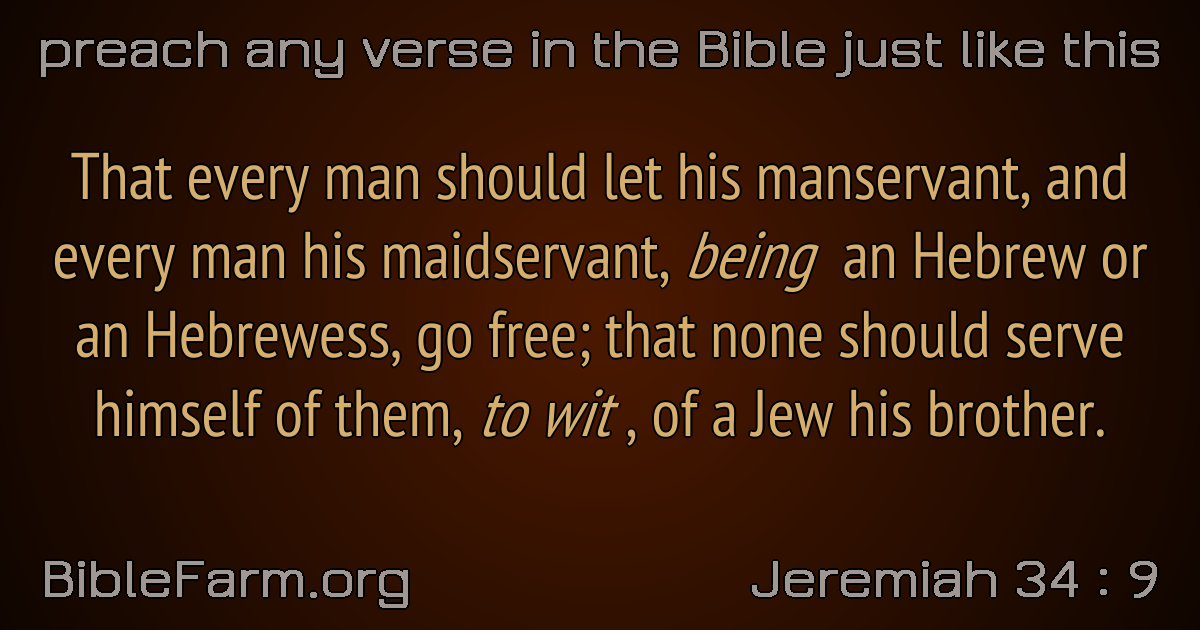 preach any verse in the Bible just like this
That every man should let his manservant, and
every man his maidservant, being an Hebrew or
an Hebrewess, go free; that none should serve
himself of them, to wit , of a Jew his brother.
BibleFarm.org
Jeremiah 34 : 9